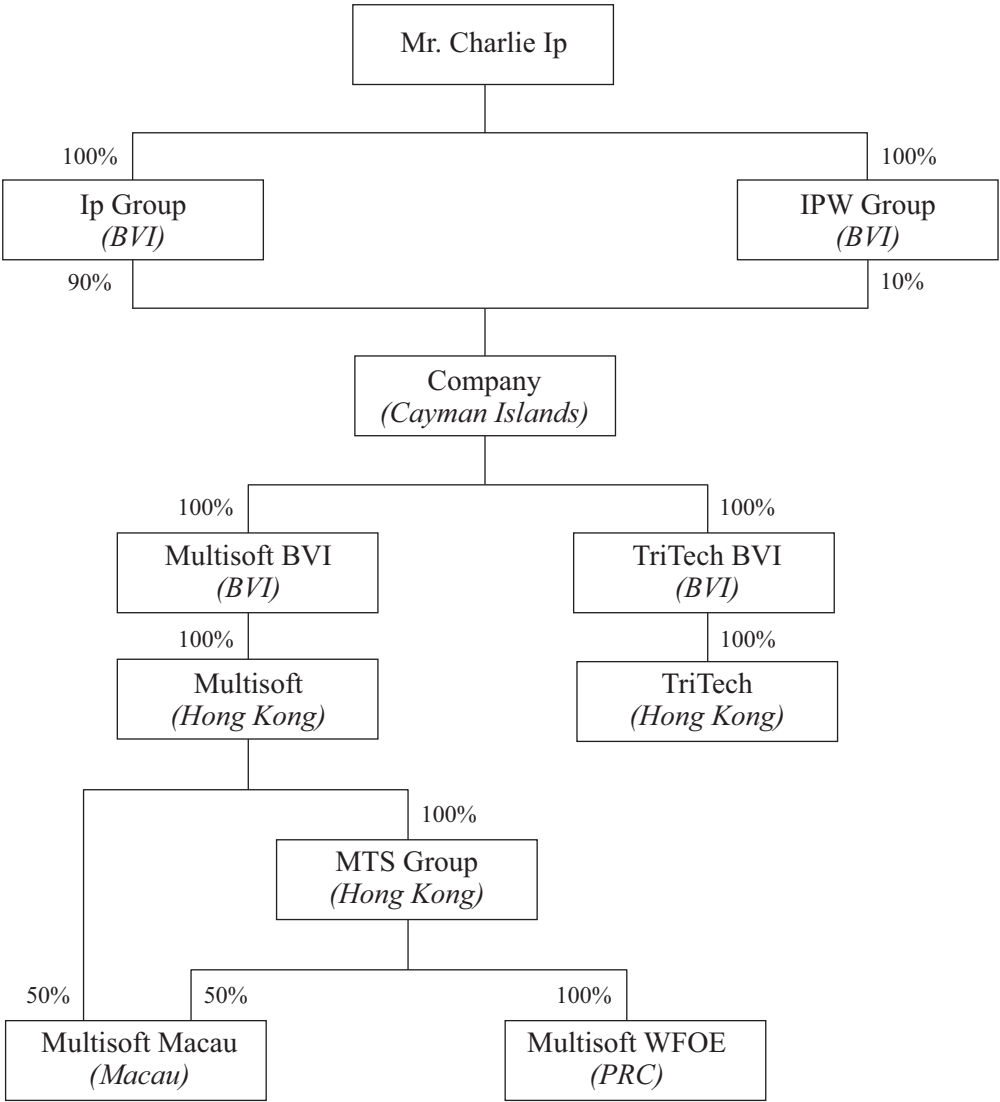 Mr. Charlie Ip
100%
100%
Ip Group
(BVI)
IPW Group
(BVI)
90%
10%
Company
(Cayman Islands)
100%
100%
Multisoft BVI
(BVI)
TriTech BVI
(BVI)
100%
100%
Multisoft
(Hong Kong)
TriTech
(Hong Kong)
100%
MTS Group
(Hong Kong)
50%
50%
100%
Multisoft Macau
(Macau)
Multisoft WFOE
(PRC)